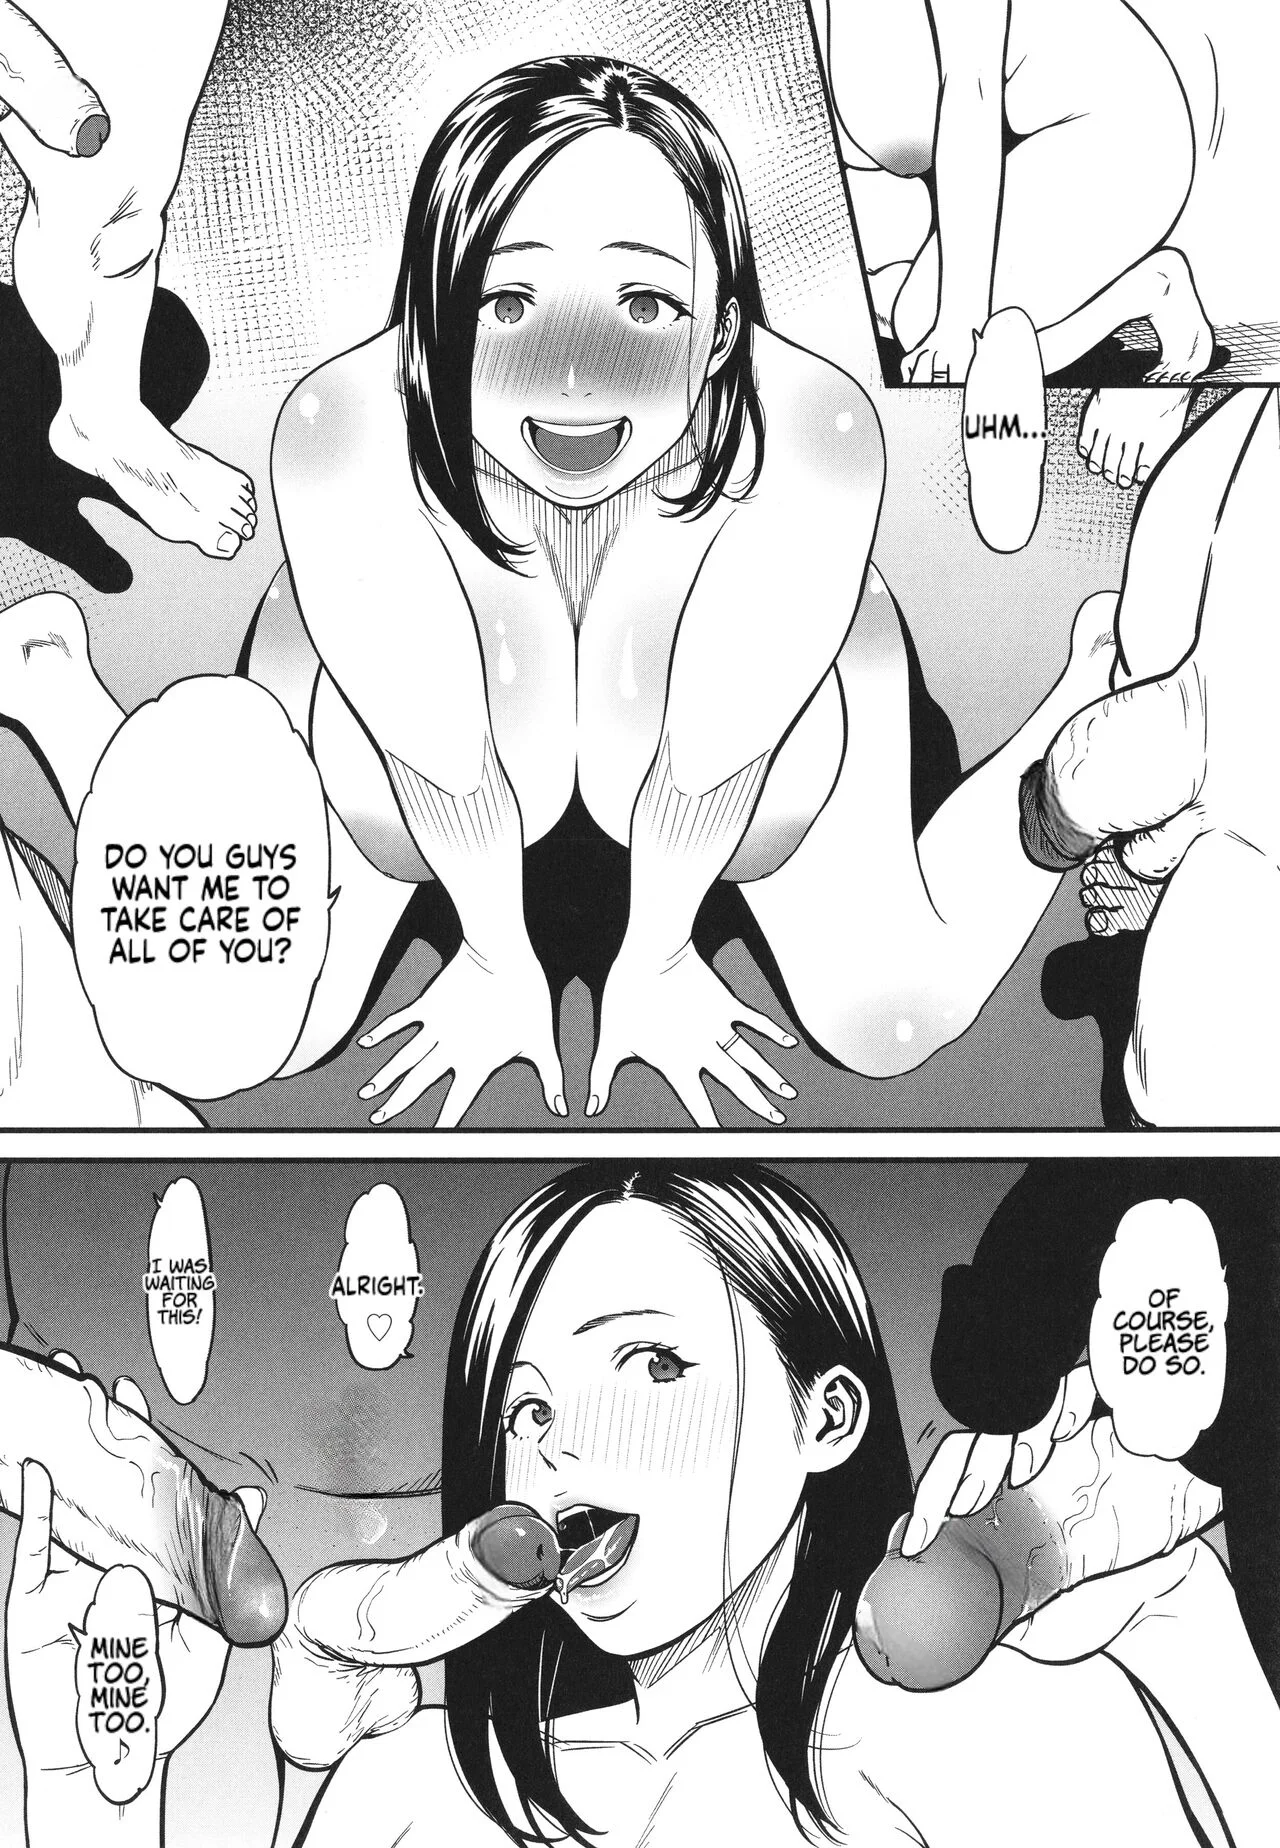 UHM...
DO YOU GUYS
WANT ME TO
TAKE CARE OF
ALL OF YOU?
OF
COURSE,
PLEASE
DO SO.
ALRIGHT.
♡
I WAS
WAITING
FOR
THIS!
MINE
TOO,
MINE
TOO.
♪